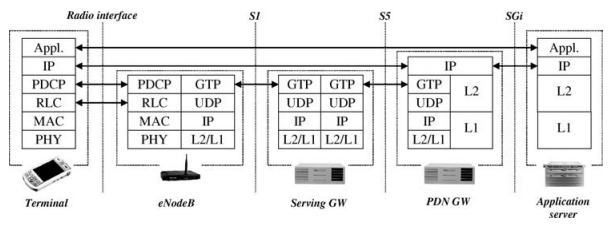 Radio interface S1 S5 SGi
Appl. Appl.
IP IP IP
PDCP PDCP GTP GTP GTP GTP L2 L2
RLC RLC UDP UDP UDP UDP
MAC MAC IP IP IP IP L1 L1
PHY PHY L2/L1 L2/L1 L2/L1 L2/L1
Terminal eNodeB Serving GW PDN GW Application
server